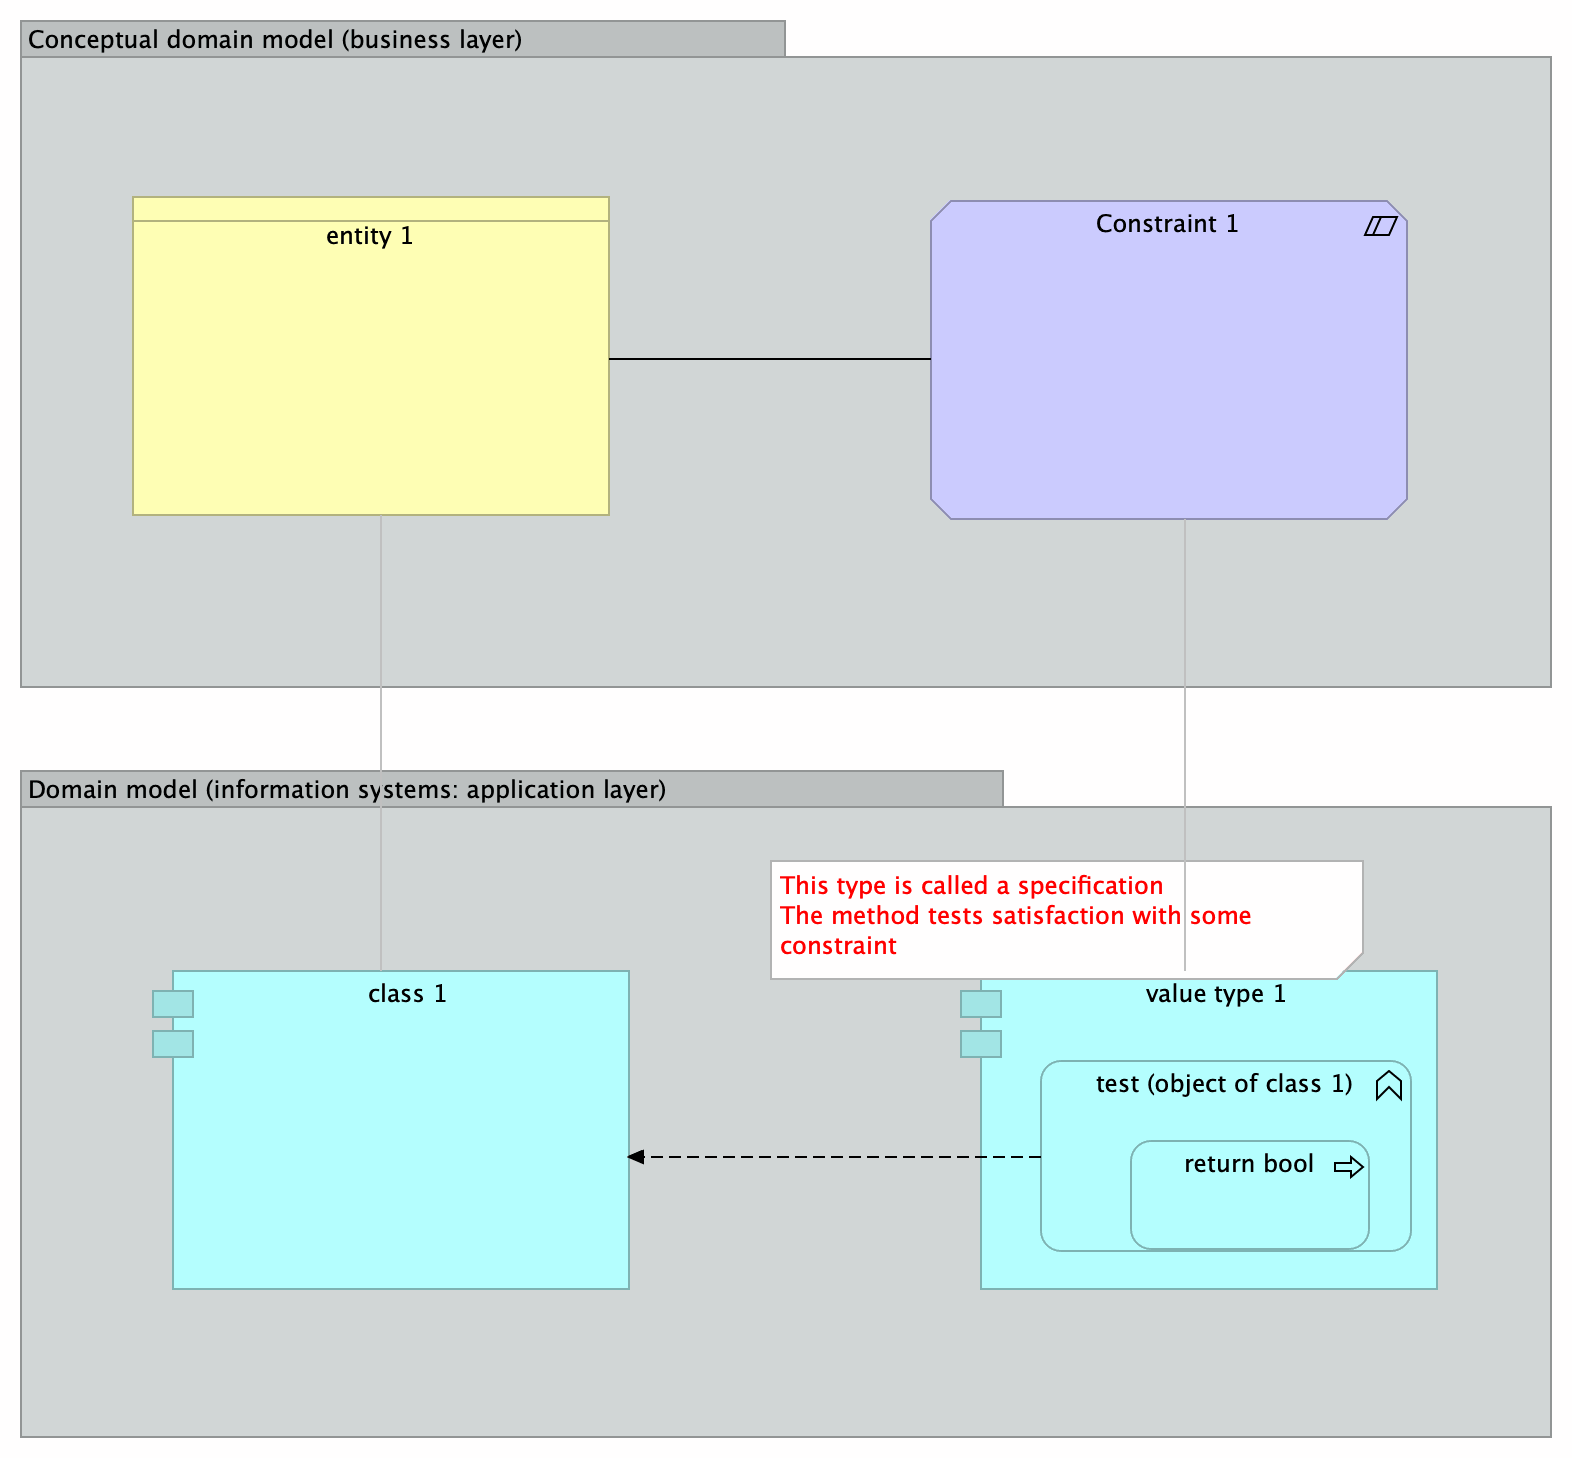 Conceptual domain model (business layer)
entity 1
Constraint 1
Domain model (information systems: application layer)
This type is called a specification
The method tests satisfaction with some
constraint
class 1
value type 1
test (object of class 1)
return bool